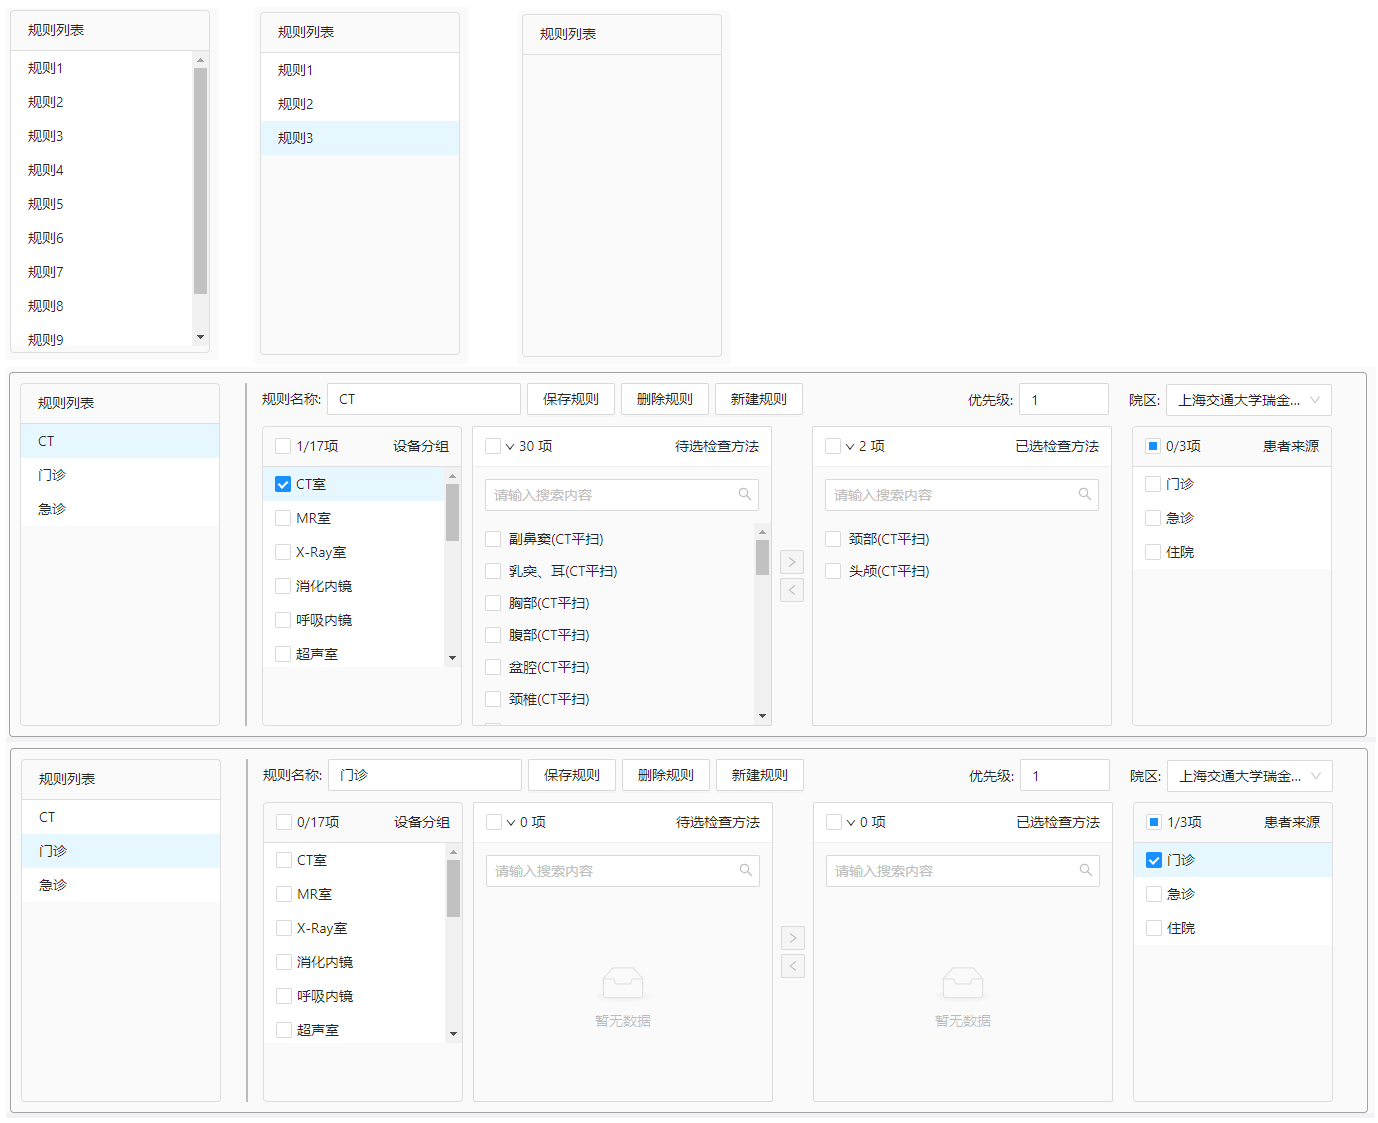 规则列表
规则1
规则2
规则3
规则4
规则5
规则6
规则7
规则8
规则9
规则列表
规则1
规则2
规则3
规则列表
规则列表
CT
门诊
急诊
规则名称: CT 保存规则 删除规则 新建规则 优先级: 1 院区: 上海交通大学瑞金...
1/17项 设备分组
CT室
MR室
X-Ray室
消化内镜
呼吸内镜
超声室
30 项 待选检查方法
请输入搜索内容
副鼻窦(CT平扫)
乳突、耳(CT平扫)
胸部(CT平扫)
腹部(CT平扫)
盆腔(CT平扫)
颈椎(CT平扫)
2 项 已选检查方法
请输入搜索内容
颈部(CT平扫)
头颅(CT平扫)
0/3项 患者来源
门诊
急诊
住院
规则列表
CT
门诊
急诊
规则名称: 门诊 保存规则 删除规则 新建规则 优先级: 1 院区: 上海交通大学瑞金...
0/17项 设备分组
CT室
MR室
X-Ray室
消化内镜
呼吸内镜
超声室
0 项 待选检查方法
请输入搜索内容
暂无数据
0 项 已选检查方法
请输入搜索内容
暂无数据
1/3项 患者来源
门诊
急诊
住院